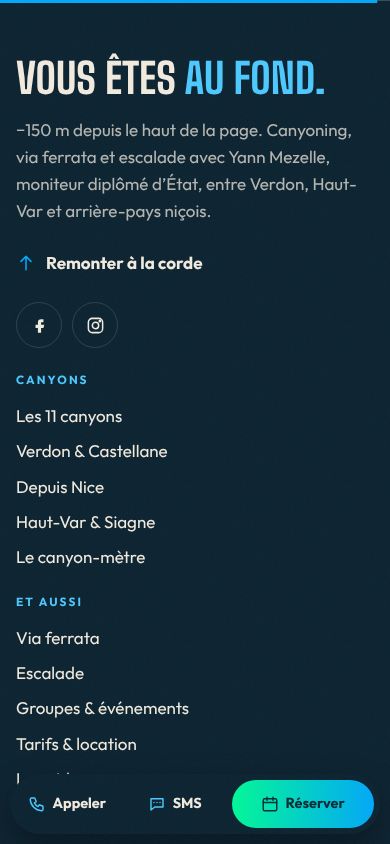 VOUS ÊTES AU FOND.
−150 m depuis le haut de la page. Canyoning,
via ferrata et escalade avec Yann Mezelle,
moniteur diplômé d’État, entre Verdon, Haut-
Var et arrière-pays niçois.
Remonter à la corde
CANYONS
Les 11 canyons
Verdon & Castellane
Depuis Nice
Haut-Var & Siagne
Le canyon-mètre
ET AUSSI
Via ferrata
Escalade
Groupes & événements
Tarifs & location
Appeler
SMS
Réserver